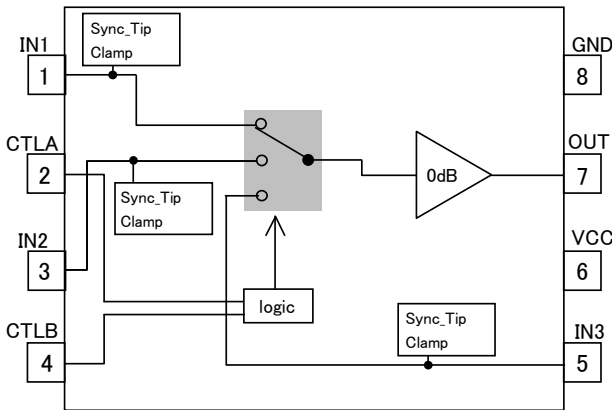 Sync_Tip
Clamp
IN1
1
GND
8
CTLA
2
OUT
7
0dB
Sync_Tip
Clamp
IN2
3
VCC
6
logic
Sync_Tip
Clamp
CTLB
4
IN3
5